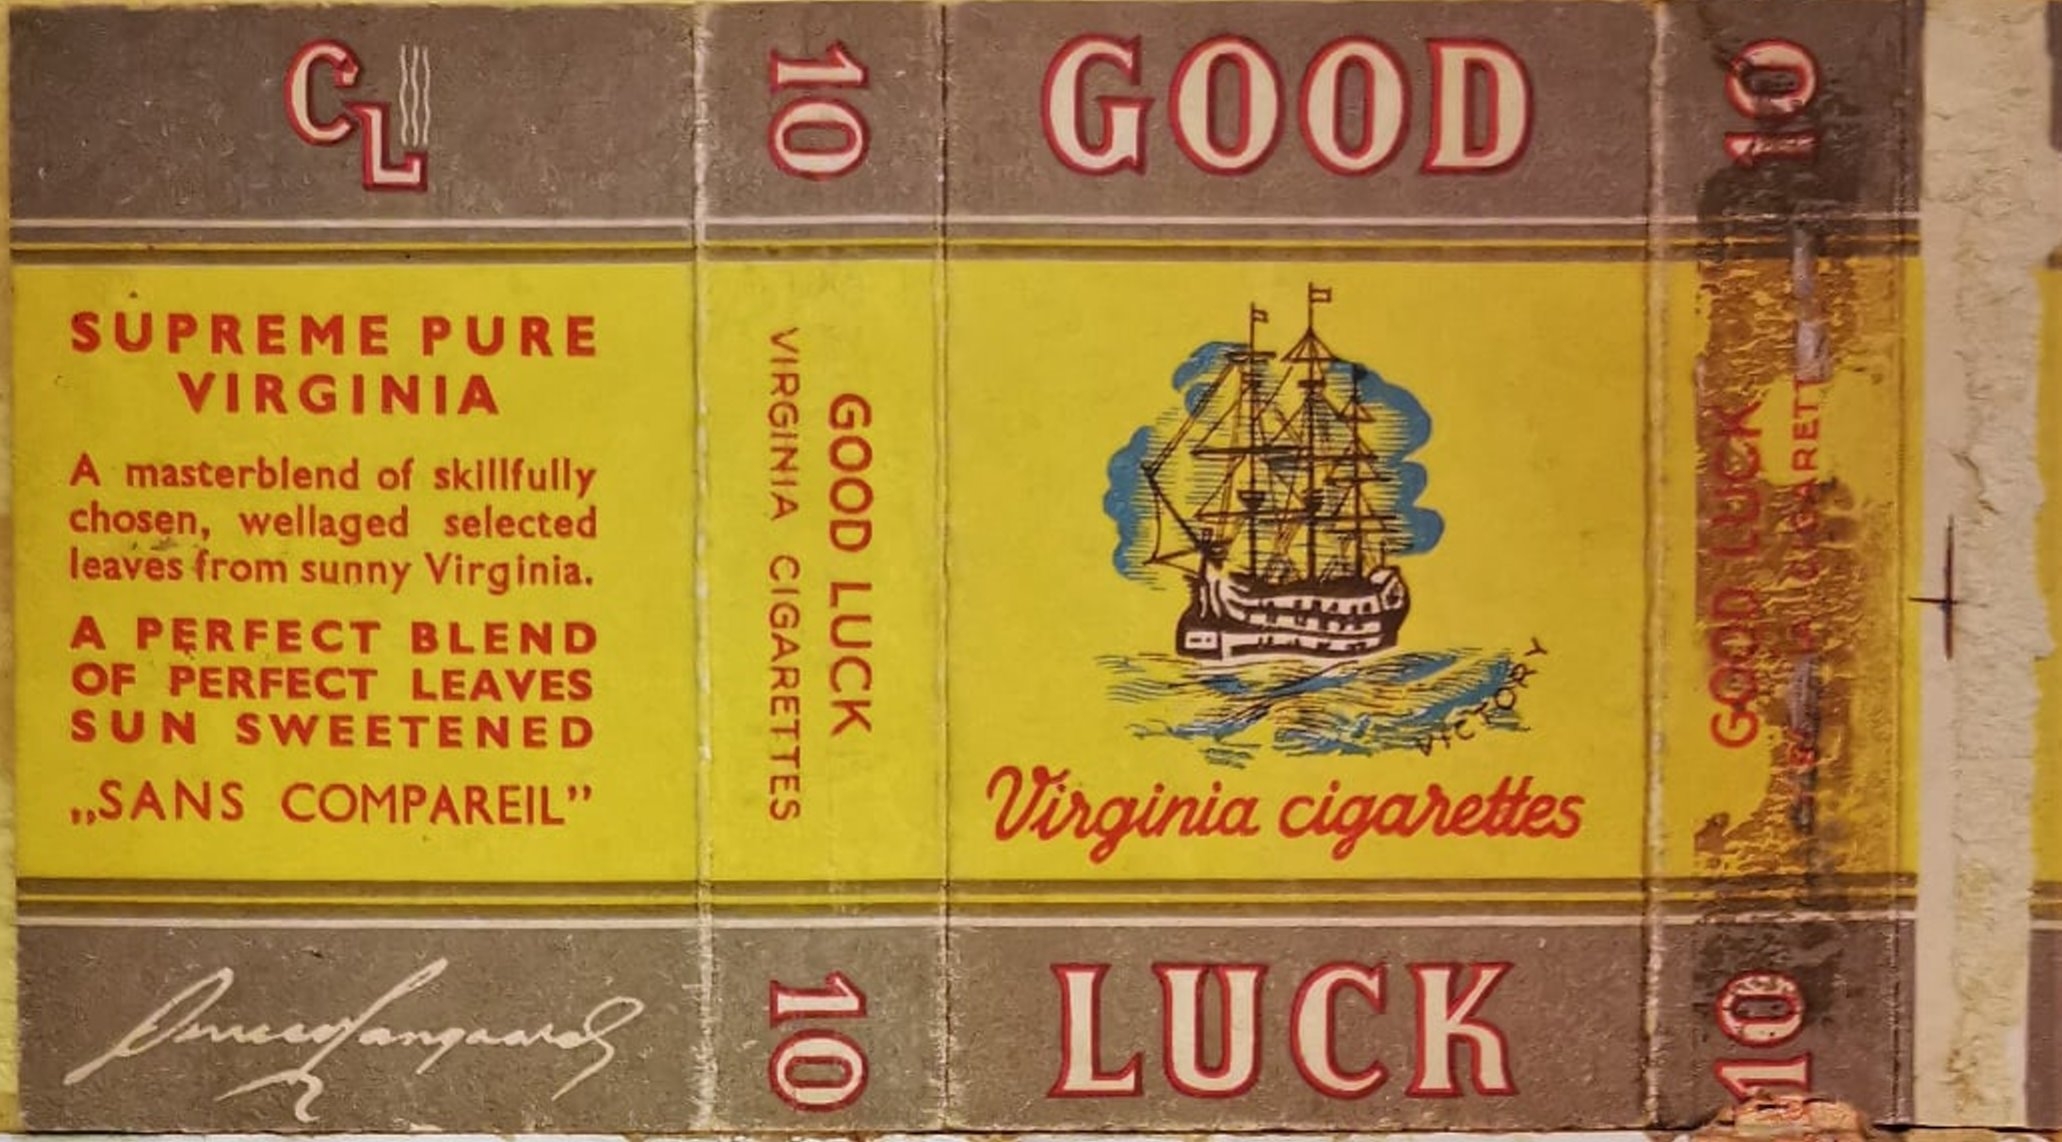 CL
SUPREME PURE
VIRGINIA
A masterblend of skillfully
chosen, wellaged selected
leaves from sunny Virginia.
A PERFECT BLEND
OF PERFECT LEAVES
SUN SWEETENED
„SANS COMPAREIL”
10
GOOD LUCK
VIRGINIA CIGARETTES
10
GOOD
VICTORY
Virginia cigarettes
LUCK
10
GOOD LUCK
10